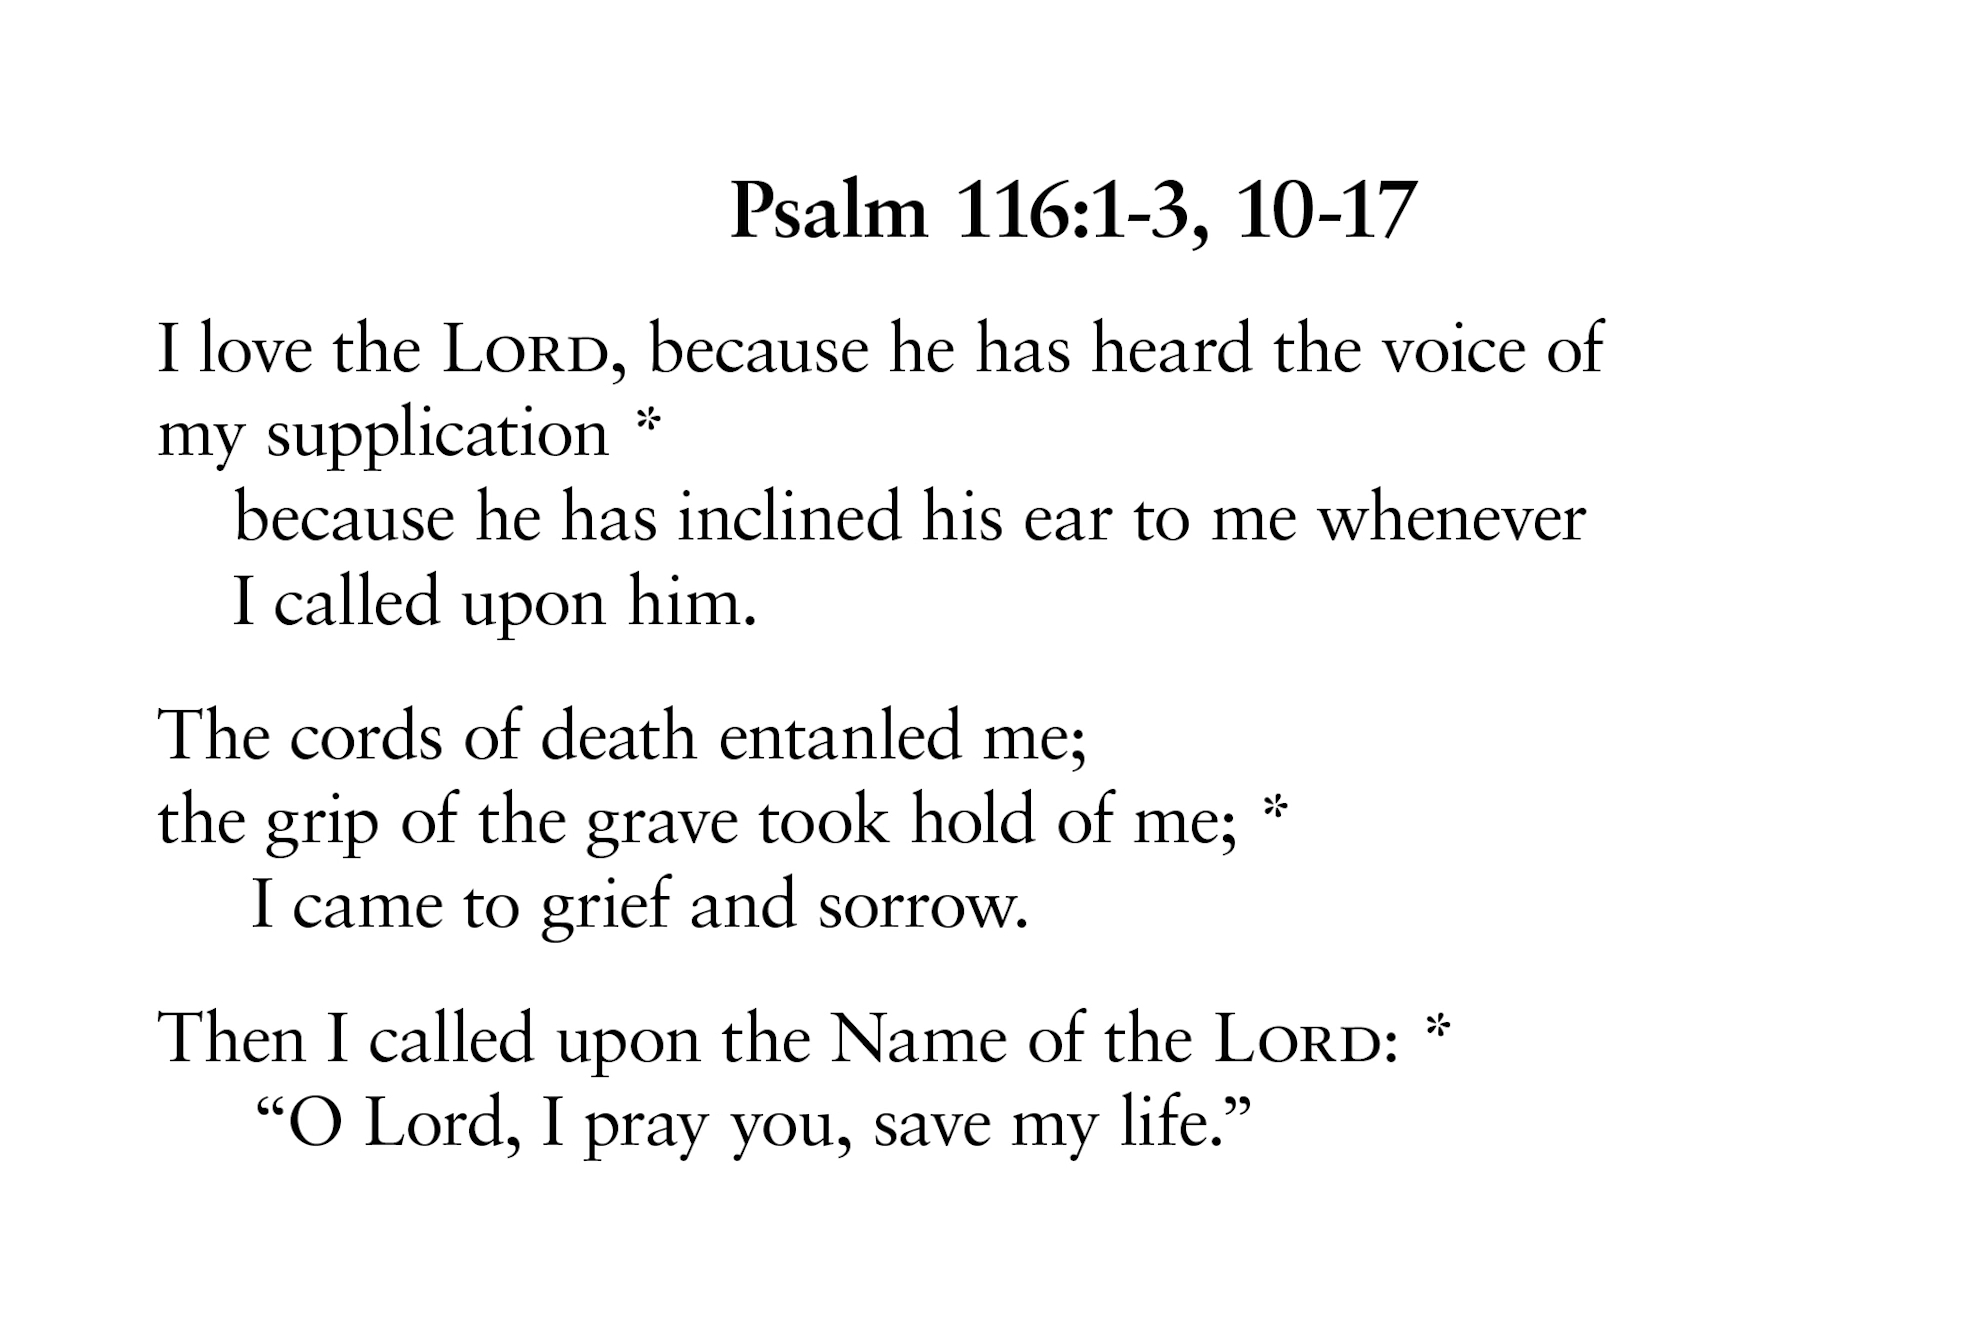 Psalm 116:1-3, 10-17
I love the LORD, because he has heard the voice of
my supplication *
because he has inclined his ear to me whenever
I called upon him.
The cords of death entanled me;
the grip of the grave took hold of me; *
I came to grief and sorrow.
Then I called upon the Name of the LORD: *
“O Lord, I pray you, save my life.”